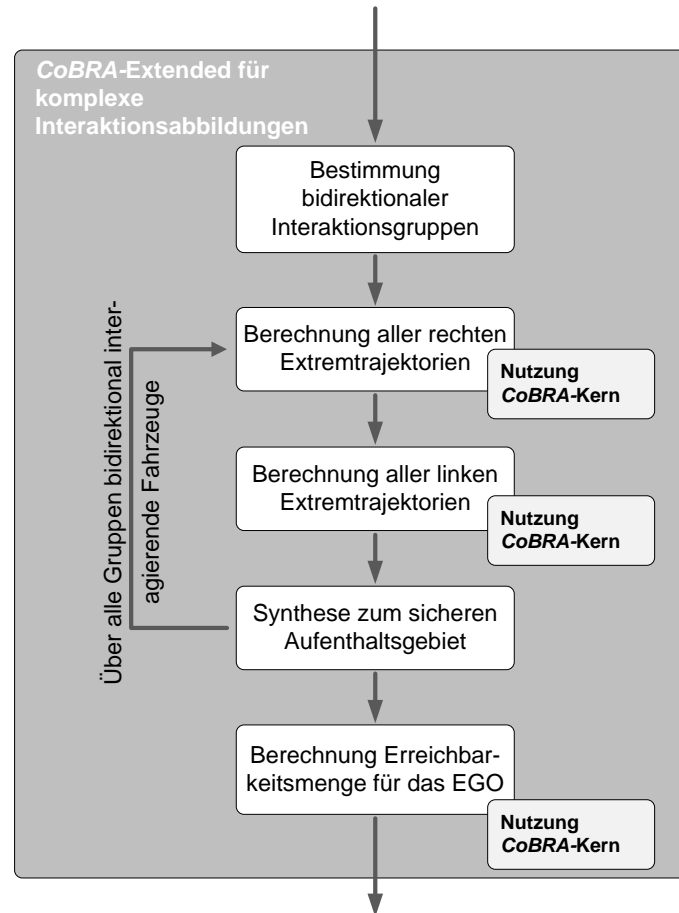 CoBRA-Extended für
komplexe
Interaktionsabbildungen
Bestimmung
bidirektionaler
Interaktionsgruppen
Berechnung aller rechten
Extremtrajektorien
Nutzung
CoBRA-Kern
Berechnung aller linken
Extremtrajektorien
Nutzung
CoBRA-Kern
Über alle Gruppen bidirektional inter-
agierende Fahrzeuge
Synthese zum sicheren
Aufenthaltsgebiet
Berechnung Erreichbar-
keitsmenge für das EGO
Nutzung
CoBRA-Kern